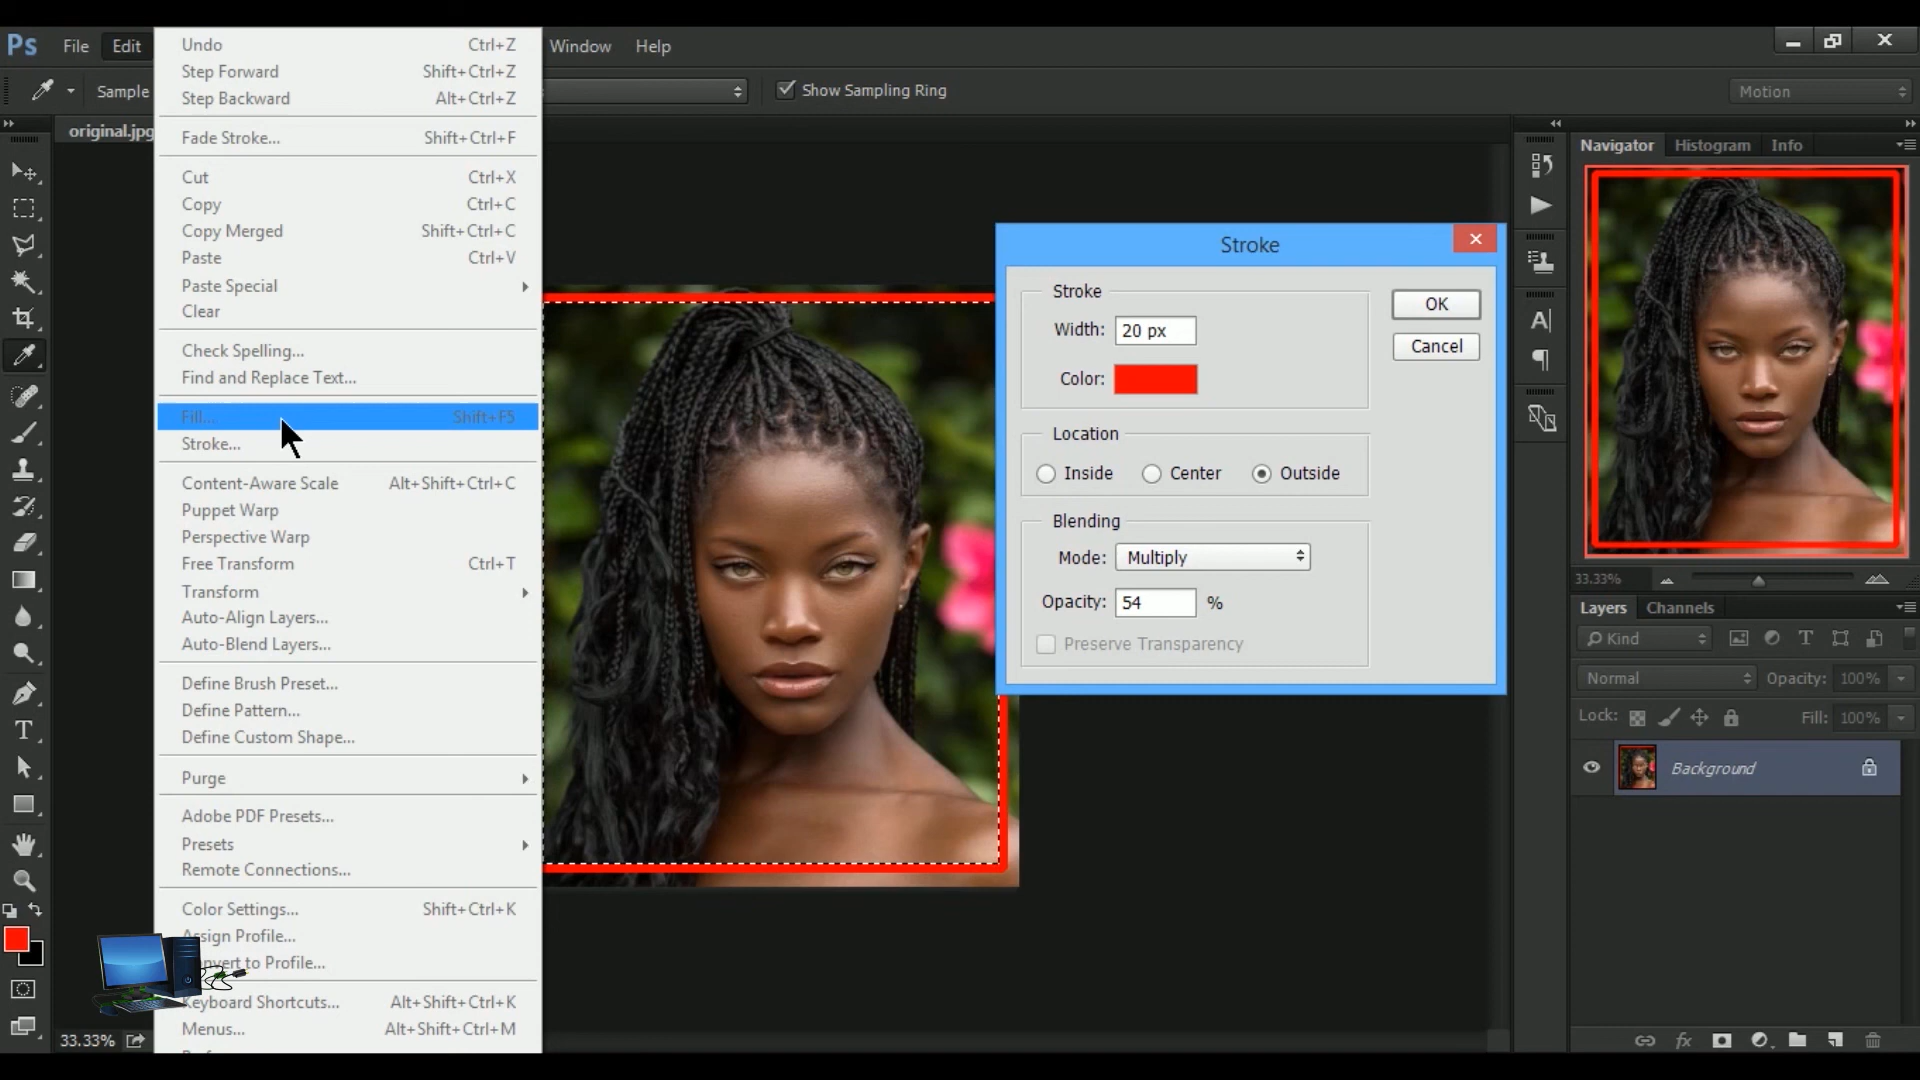 Ps File Edit Window Help
Sample Show Sampling Ring Motion
original.jpg
Undo Ctrl+Z
Step Forward Shift+Ctrl+Z
Step Backward Alt+Ctrl+Z
Fade Stroke... Shift+Ctrl+F
Cut Ctrl+X
Copy Ctrl+C
Copy Merged Shift+Ctrl+C
Paste Ctrl+V
Paste Special
Clear
Check Spelling...
Find and Replace Text...
Fill... Shift+F5
Stroke...
Content-Aware Scale Alt+Shift+Ctrl+C
Puppet Warp
Perspective Warp
Free Transform Ctrl+T
Transform
Auto-Align Layers...
Auto-Blend Layers...
Define Brush Preset...
Define Pattern...
Define Custom Shape...
Purge
Adobe PDF Presets...
Presets
Remote Connections...
Color Settings... Shift+Ctrl+K
Assign Profile...
nvert to Profile...
Keyboard Shortcuts... Alt+Shift+Ctrl+K
Menus... Alt+Shift+Ctrl+M
33.33%
Stroke
Stroke
Width: 20 px
Color:
OK
Cancel
Location
Inside Center Outside
Blending
Mode: Multiply
Opacity: 54 %
Preserve Transparency
Navigator Histogram Info
33.33%
Layers Channels
Kind
Normal Opacity: 100%
Lock: Fill: 100%
Background